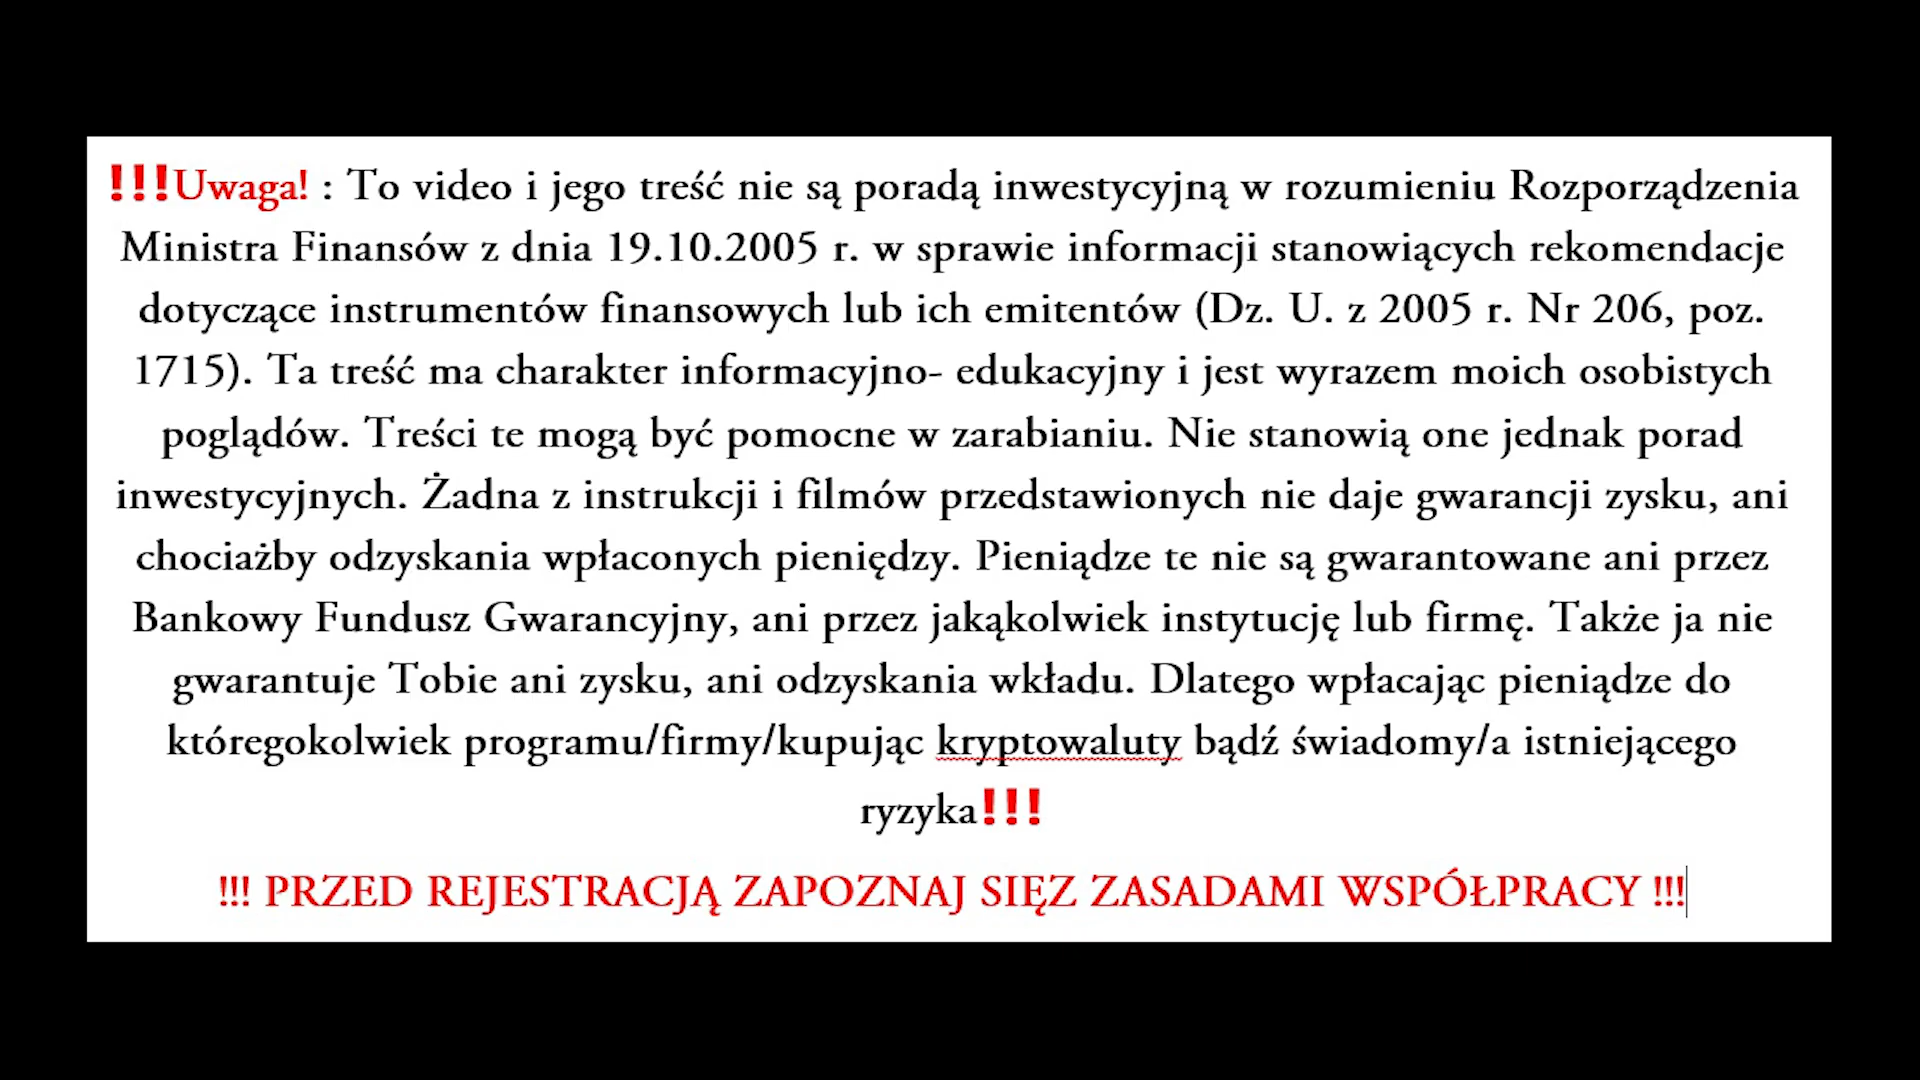 !!!Uwaga! : To video i jego treść nie są poradą inwestycyjną w rozumieniu Rozporządzenia
Ministra Finansów z dnia 19.10.2005 r. w sprawie informacji stanowiących rekomendacje
dotyczące instrumentów finansowych lub ich emitentów (Dz. U. z 2005 r. Nr 206, poz.
1715). Ta treść ma charakter informacyjno- edukacyjny i jest wyrazem moich osobistych
poglądów. Treści te mogą być pomocne w zarabianiu. Nie stanowią one jednak porad
inwestycyjnych. Żadna z instrukcji i filmów przedstawionych nie daje gwarancji zysku, ani
chociażby odzyskania wpłaconych pieniędzy. Pieniądze te nie są gwarantowane ani przez
Bankowy Fundusz Gwarancyjny, ani przez jakąkolwiek instytucję lub firmę. Także ja nie
gwarantuje Tobie ani zysku, ani odzyskania wkładu. Dlatego wpłacając pieniądze do
któregokolwiek programu/firmy/kupując kryptowaluty bądź świadomy/a istniejącego
ryzyka!!!
!!! PRZED REJESTRACJĄ ZAPOZNAJ SIĘZ ZASADAMI WSPÓŁPRACY !!!